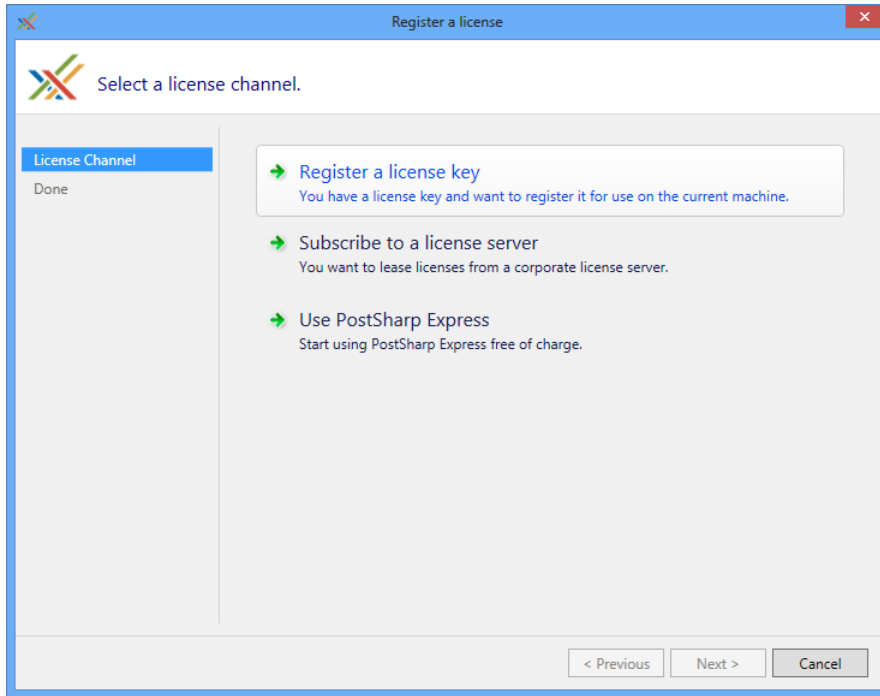 Register a license
Select a license channel.
License Channel
Done
Register a license key
You have a license key and want to register it for use on the current machine.
Subscribe to a license server
You want to lease licenses from a corporate license server.
Use PostSharp Express
Start using PostSharp Express free of charge.
< Previous
Next >
Cancel